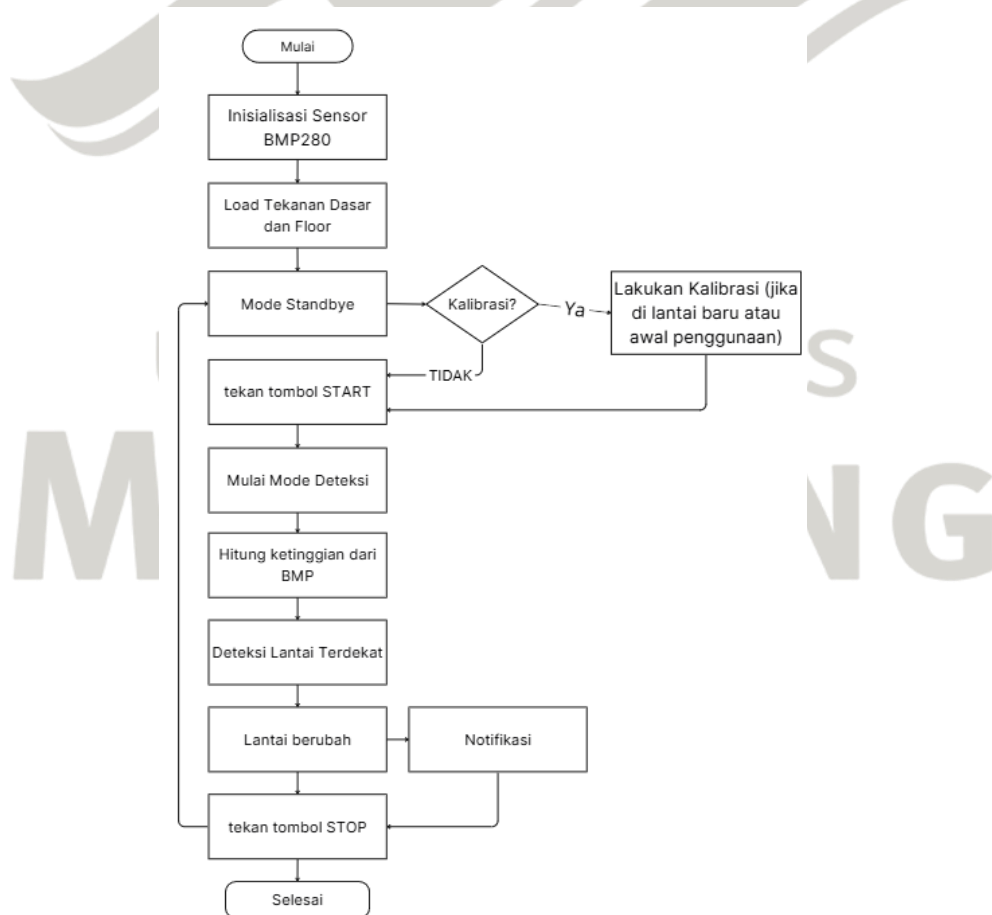 Mulai
Inisialisasi Sensor
BMP280
Load Tekanan Dasar
dan Floor
Mode Standbye
Kalibrasi?
Ya
Lakukan Kalibrasi (jika
di lantai baru atau
awal penggunaan)
TIDAK
tekan tombol START
Mulai Mode Deteksi
Hitung ketinggian dari
BMP
Deteksi Lantai Terdekat
Lantai berubah
Notifikasi
tekan tombol STOP
Selesai